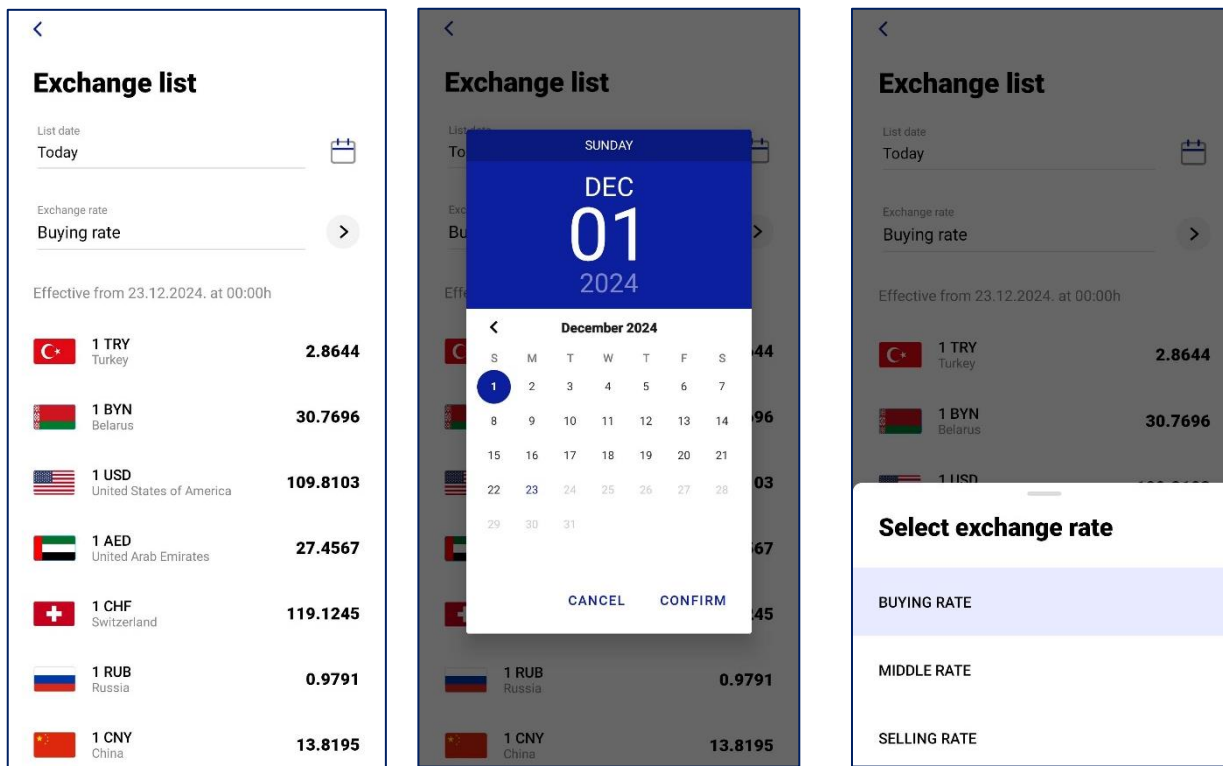 Exchange list
List date
Today
Exchange rate
Buying rate
Effective from 23.12.2024. at 00:00h
1 TRY
Turkey
2.8644
1 BYN
Belarus
30.7696
1 USD
United States of America
109.8103
1 AED
United Arab Emirates
27.4567
1 CHF
Switzerland
119.1245
1 RUB
Russia
0.9791
1 CNY
China
13.8195
Exchange list
SUNDAY
DEC
01
2024
December 2024
S M T W T F S
1 2 3 4 5 6 7
8 9 10 11 12 13 14
15 16 17 18 19 20 21
22 23 24 25 26 27 28
29 30 31
CANCEL CONFIRM
1 RUB
Russia
0.9791
1 CNY
China
13.8195
Exchange list
List date
Today
Exchange rate
Buying rate
Effective from 23.12.2024. at 00:00h
1 TRY
Turkey
2.8644
1 BYN
Belarus
30.7696
1 USD
Select exchange rate
BUYING RATE
MIDDLE RATE
SELLING RATE